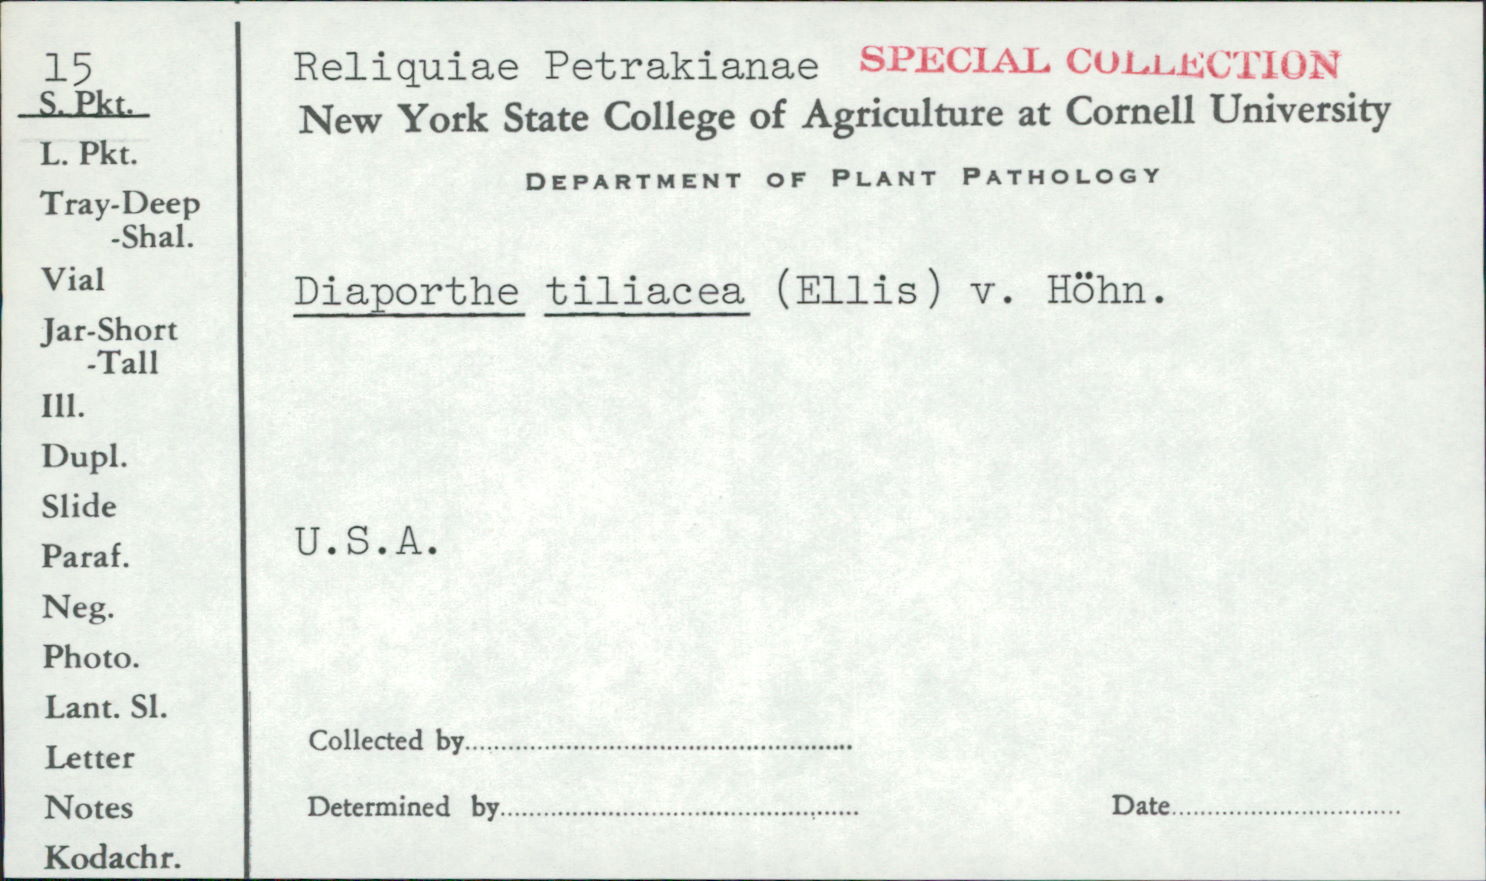 15
S. Pkt.
L. Pkt.
Tray-Deep
-Shal.
Vial
Jar-Short
-Tall
Ill.
Dupl.
Slide
Paraf.
Neg.
Photo.
Lant. Sl.
Letter
Notes
Kodachr.
Reliquiae Petrakianae SPECIAL COLLECTION
New York State College of Agriculture at Cornell University
DEPARTMENT OF PLANT PATHOLOGY
Diaporthe tiliacea (Ellis) v. Höhn.
U.S.A.
Collected by
Determined by Date